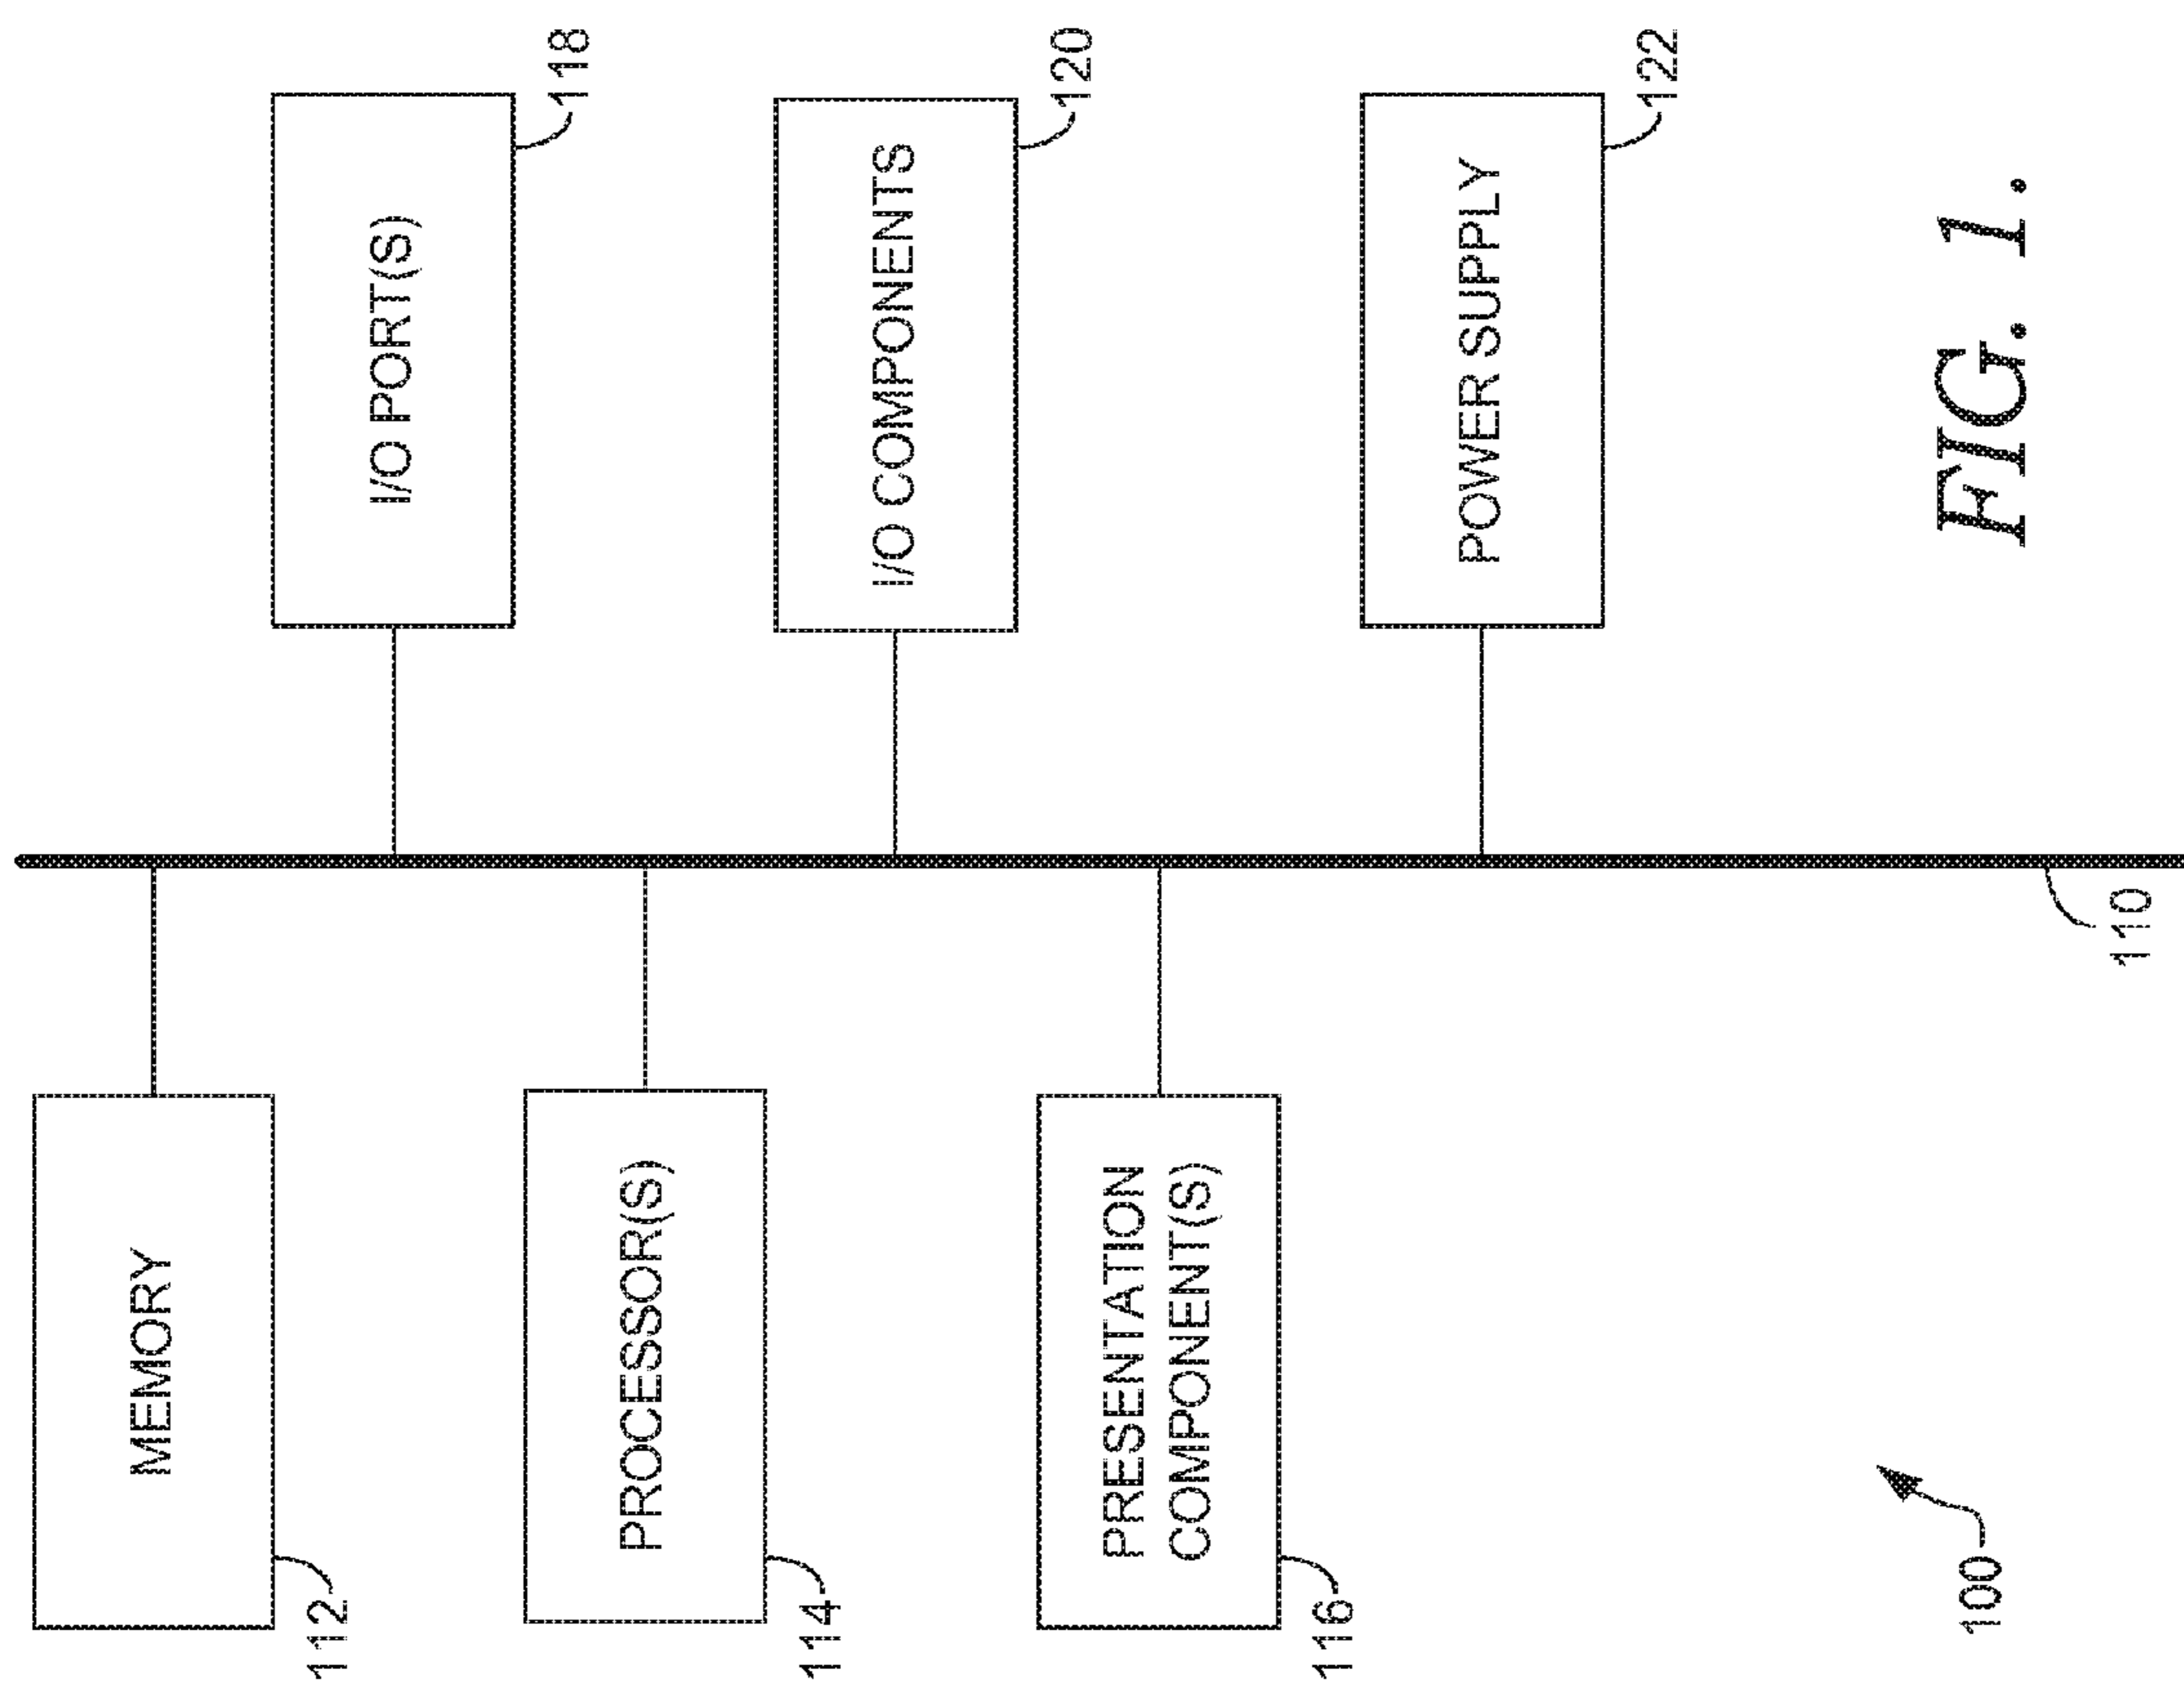 MEMORY
112
PROCESSOR(S)
114
PRESENTATION
COMPONENT(S)
116
I/O PORT(S)
118
I/O COMPONENTS
120
POWER SUPPLY
122
110
100
FIG. 1.